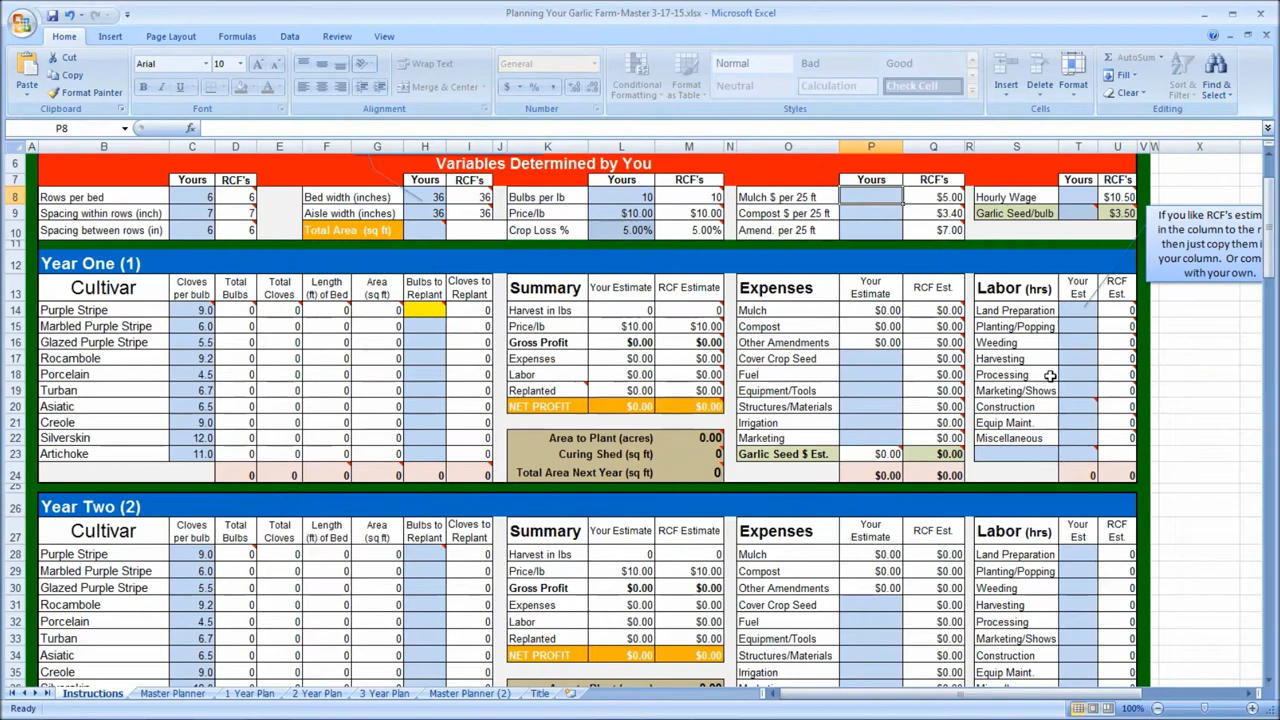 Planning Your Garlic Farm-Master 3-17-15.xlsx - Microsoft Excel
Home Insert Page Layout Formulas Data Review View
Paste Cut Copy Format Painter Clipboard
Arial 10 B I U Font
Wrap Text Merge & Center Alignment
General $ % , Number
Conditional Formatting Format as Table
Normal Bad Good
Neutral Calculation Check Cell
Styles
Insert Delete Format Cells
AutoSum Fill Clear Sort & Filter Find & Select Editing
P8 fx
A B C D E F G H I J K L M N O P Q R S T U V W X
6 Variables Determined by You
7 Yours RCF's Yours RCF's Yours RCF's Yours RCF's Yours RCF's
8 Rows per bed 6 6 Bed width (inches) 36 36 Bulbs per lb 10 10 Mulch $ per 25 ft $5.00 Hourly Wage $10.50
9 Spacing within rows (inch) 7 7 Aisle width (inches) 36 36 Price/lb $10.00 $10.00 Compost $ per 25 ft $3.40 Garlic Seed/bulb $3.50
10 Spacing between rows (in) 6 6 Total Area (sq ft) Crop Loss % 5.00% 5.00% Amend. per 25 ft $7.00
If you like RCF's estim
in the column to the r
then just copy them i
your column. Or com
with your own.
11
12 Year One (1)
13 Cultivar Cloves per bulb Total Bulbs Total Cloves Length (ft) of Bed Area (sq ft) Bulbs to Replant Cloves to Replant Summary Your Estimate RCF Estimate Expenses Your Estimate RCF Est. Labor (hrs) Your Est RCF Est.
14 Purple Stripe 9.0 0 0 0 0 0 Harvest in lbs 0 0 Mulch $0.00 $0.00 Land Preparation 0
15 Marbled Purple Stripe 6.0 0 0 0 0 0 Price/lb $10.00 $10.00 Compost $0.00 $0.00 Planting/Popping 0
16 Glazed Purple Stripe 5.5 0 0 0 0 0 Gross Profit $0.00 $0.00 Other Amendments $0.00 $0.00 Weeding 0
17 Rocambole 9.2 0 0 0 0 0 Expenses $0.00 $0.00 Cover Crop Seed $0.00 Harvesting 0
18 Porcelain 4.5 0 0 0 0 0 Labor $0.00 $0.00 Fuel $0.00 Processing 0
19 Turban 6.7 0 0 0 0 0 Replanted $0.00 $0.00 Equipment/Tools $0.00 Marketing/Shows 0
20 Asiatic 6.5 0 0 0 0 0 NET PROFIT $0.00 $0.00 Structures/Materials $0.00 Construction 0
21 Creole 9.0 0 0 0 0 0 Irrigation $0.00 Equip Maint. 0
22 Silverskin 12.0 0 0 0 0 0 Area to Plant (acres) 0.00 Marketing $0.00 Miscellaneous 0
23 Artichoke 11.0 0 0 0 0 0 Curing Shed (sq ft) 0 Garlic Seed $ Est. $0.00 $0.00
24 0 0 0 0 0 0 Total Area Next Year (sq ft) 0 $0.00 $0.00 0 0
25
26 Year Two (2)
27 Cultivar Cloves per bulb Total Bulbs Total Cloves Length (ft) of Bed Area (sq ft) Bulbs to Replant Cloves to Replant Summary Your Estimate RCF Estimate Expenses Your Estimate RCF Est. Labor (hrs) Your Est RCF Est.
28 Purple Stripe 9.0 0 0 0 0 0 Harvest in lbs 0 0 Mulch $0.00 $0.00 Land Preparation 0
29 Marbled Purple Stripe 6.0 0 0 0 0 0 Price/lb $10.00 $10.00 Compost $0.00 $0.00 Planting/Popping 0
30 Glazed Purple Stripe 5.5 0 0 0 0 0 Gross Profit $0.00 $0.00 Other Amendments $0.00 $0.00 Weeding 0
31 Rocambole 9.2 0 0 0 0 0 Expenses $0.00 $0.00 Cover Crop Seed $0.00 Harvesting 0
32 Porcelain 4.5 0 0 0 0 0 Labor $0.00 $0.00 Fuel $0.00 Processing 0
33 Turban 6.7 0 0 0 0 0 Replanted $0.00 $0.00 Equipment/Tools $0.00 Marketing/Shows 0
34 Asiatic 6.5 0 0 0 0 0 NET PROFIT $0.00 $0.00 Structures/Materials $0.00 Construction 0
35 Creole 9.0 0 0 0 0 0 Irrigation $0.00 Equip Maint. 0
Instructions Master Planner 1 Year Plan 2 Year Plan 3 Year Plan Master Planner (2) Title
Ready 100%